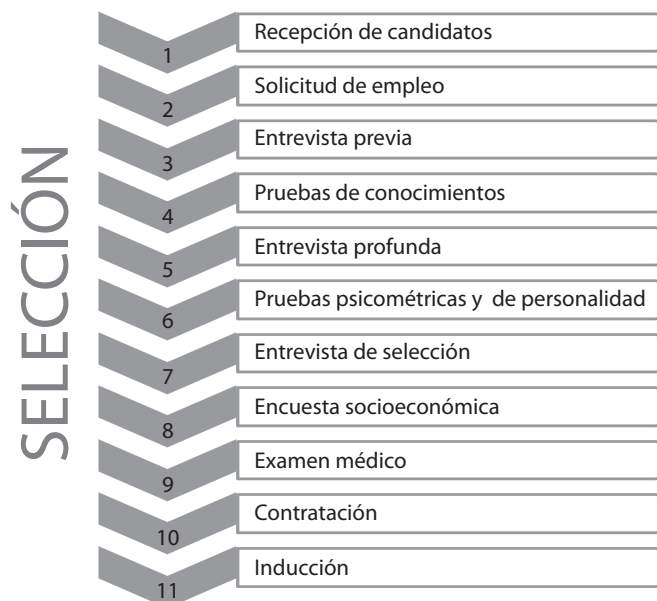 SELECCIÓN
1
Recepción de candidatos
2
Solicitud de empleo
3
Entrevista previa
4
Pruebas de conocimientos
5
Entrevista profunda
6
Pruebas psicométricas y de personalidad
7
Entrevista de selección
8
Encuesta socioeconómica
9
Examen médico
10
Contratación
11
Inducción